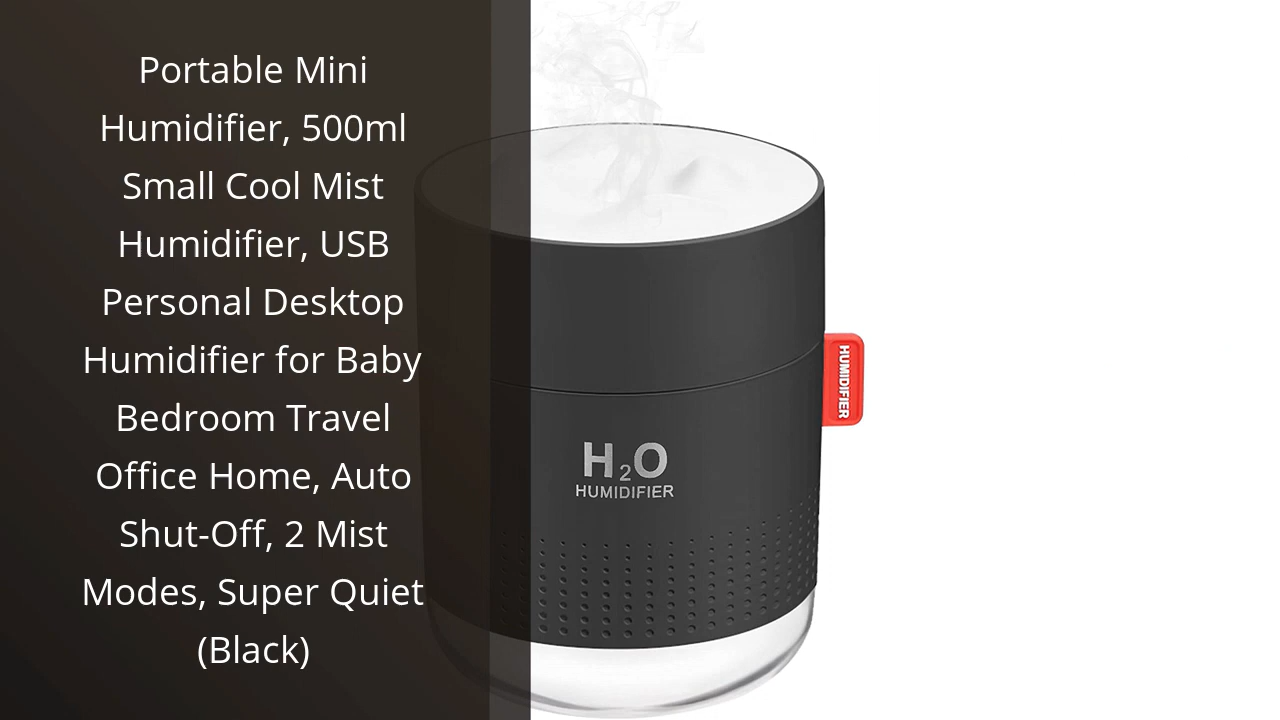 Portable Mini
Humidifier, 500ml
Small Cool Mist
Humidifier, USB
Personal Desktop
Humidifier for Baby
Bedroom Travel
Office Home, Auto
Shut-Off, 2 Mist
Modes, Super Quiet
(Black)
H₂O
HUMIDIFIER
HUMIDIFIER